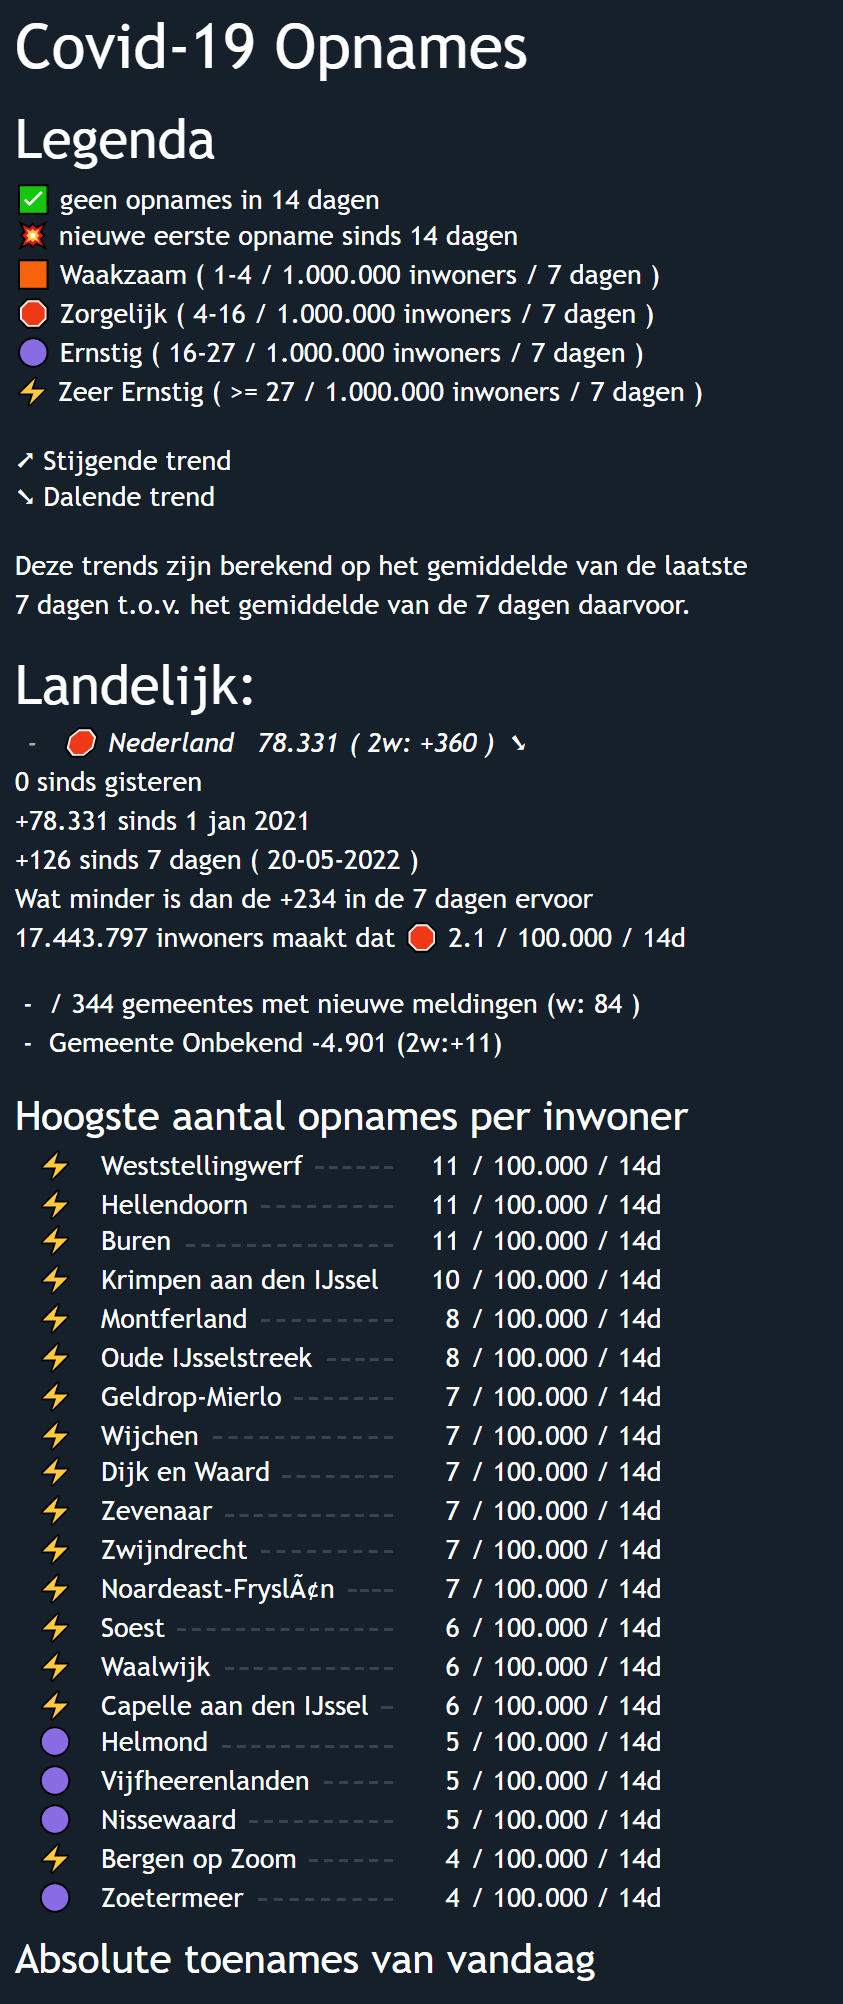 Covid-19 Opnames
Legenda
✅ geen opnames in 14 dagen
💥 nieuwe eerste opname sinds 14 dagen
🟧 Waakzaam ( 1-4 / 1.000.000 inwoners / 7 dagen )
🛑 Zorgelijk ( 4-16 / 1.000.000 inwoners / 7 dagen )
🟣 Ernstig ( 16-27 / 1.000.000 inwoners / 7 dagen )
⚡ Zeer Ernstig ( >= 27 / 1.000.000 inwoners / 7 dagen )
➚ Stijgende trend
➘ Dalende trend
Deze trends zijn berekend op het gemiddelde van de laatste
7 dagen t.o.v. het gemiddelde van de 7 dagen daarvoor.
Landelijk:
- 🛑 Nederland 78.331 ( 2w: +360 ) ➘
0 sinds gisteren
+78.331 sinds 1 jan 2021
+126 sinds 7 dagen ( 20-05-2022 )
Wat minder is dan de +234 in de 7 dagen ervoor
17.443.797 inwoners maakt dat 🛑 2.1 / 100.000 / 14d
- / 344 gemeentes met nieuwe meldingen (w: 84 )
- Gemeente Onbekend -4.901 (2w:+11)
Hoogste aantal opnames per inwoner
⚡ Weststellingwerf ------ 11 / 100.000 / 14d
⚡ Hellendoorn --------- 11 / 100.000 / 14d
⚡ Buren -------------- 11 / 100.000 / 14d
⚡ Krimpen aan den IJssel 10 / 100.000 / 14d
⚡ Montferland --------- 8 / 100.000 / 14d
⚡ Oude IJsselstreek ----- 8 / 100.000 / 14d
⚡ Geldrop-Mierlo ------- 7 / 100.000 / 14d
⚡ Wijchen ------------ 7 / 100.000 / 14d
⚡ Dijk en Waard -------- 7 / 100.000 / 14d
⚡ Zevenaar ------------ 7 / 100.000 / 14d
⚡ Zwijndrecht --------- 7 / 100.000 / 14d
⚡ Noardeast-FryslÃ¢n ---- 7 / 100.000 / 14d
⚡ Soest --------------- 6 / 100.000 / 14d
⚡ Waalwijk ------------ 6 / 100.000 / 14d
⚡ Capelle aan den IJssel - 6 / 100.000 / 14d
🟣 Helmond ------------ 5 / 100.000 / 14d
🟣 Vijfheerenlanden ----- 5 / 100.000 / 14d
🟣 Nissewaard ---------- 5 / 100.000 / 14d
⚡ Bergen op Zoom ------ 4 / 100.000 / 14d
🟣 Zoetermeer --------- 4 / 100.000 / 14d
Absolute toenames van vandaag